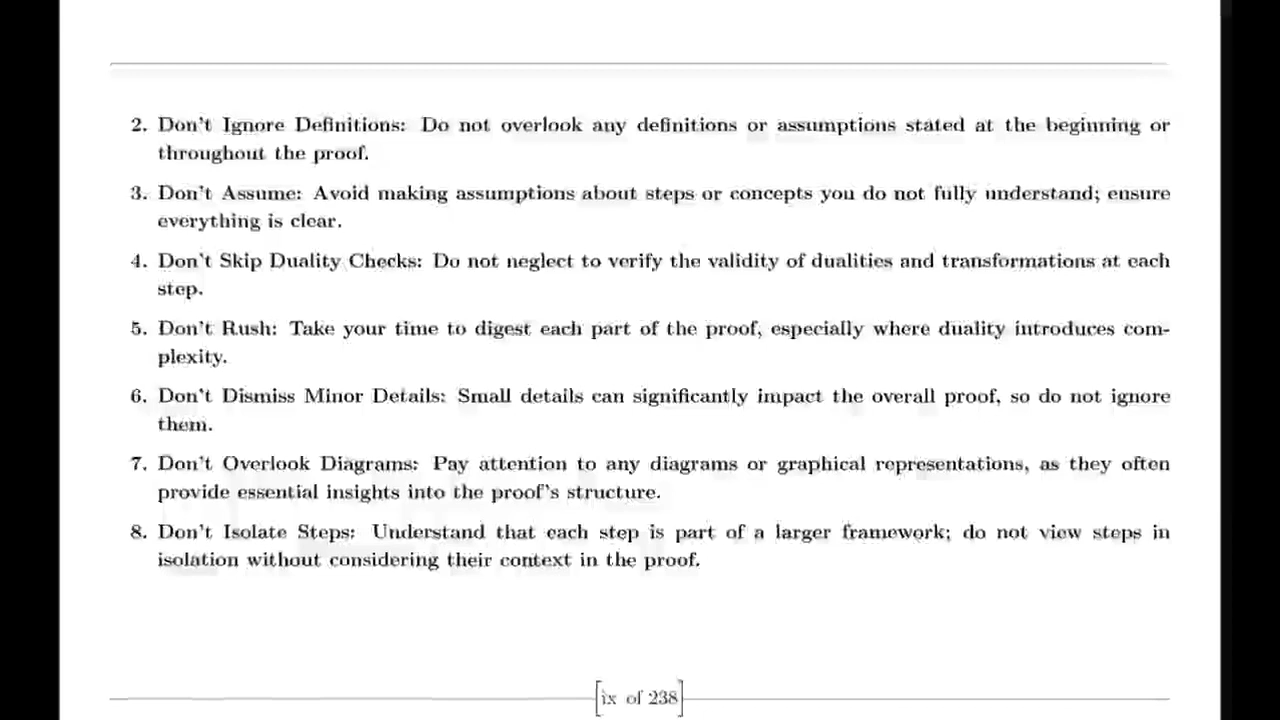 2. Don't Ignore Definitions: Do not overlook any definitions or assumptions stated at the beginning or
throughout the proof.
3. Don't Assume: Avoid making assumptions about steps or concepts you do not fully understand; ensure
everything is clear.
4. Don't Skip Duality Checks: Do not neglect to verify the validity of dualities and transformations at each
step.
5. Don't Rush: Take your time to digest each part of the proof, especially where duality introduces com-
plexity.
6. Don't Dismiss Minor Details: Small details can significantly impact the overall proof, so do not ignore
them.
7. Don't Overlook Diagrams: Pay attention to any diagrams or graphical representations, as they often
provide essential insights into the proof's structure.
8. Don't Isolate Steps: Understand that each step is part of a larger framework; do not view steps in
isolation without considering their context in the proof.
[ix of 238]